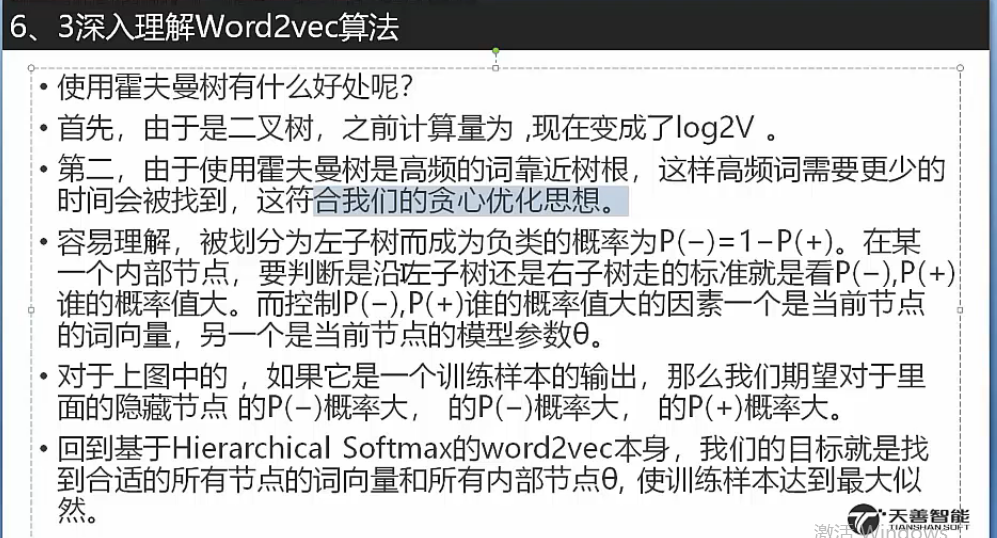 6、3深入理解Word2vec算法
• 使用霍夫曼树有什么好处呢？
• 首先，由于是二叉树，之前计算量为 ,现在变成了log2V 。
• 第二，由于使用霍夫曼树是高频的词靠近树根，这样高频词需要更少的
时间会被找到，这符合我们的贪心优化思想。
• 容易理解，被划分为左子树而成为负类的概率为P(−)=1−P(+)。在某
一个内部节点，要判断是沿左子树还是右子树走的标准就是看P(−),P(+)
谁的概率值大。而控制P(−),P(+)谁的概率值大的因素一个是当前节点
的词向量，另一个是当前节点的模型参数θ。
• 对于上图中的 ，如果它是一个训练样本的输出，那么我们期望对于里
面的隐藏节点 的P(−)概率大， 的P(−)概率大， 的P(+)概率大。
• 回到基于Hierarchical Softmax的word2vec本身，我们的目标就是找
到合适的所有节点的词向量和所有内部节点θ, 使训练样本达到最大似
然。
天善智能
TIANSHANSOFT
激活 Windows